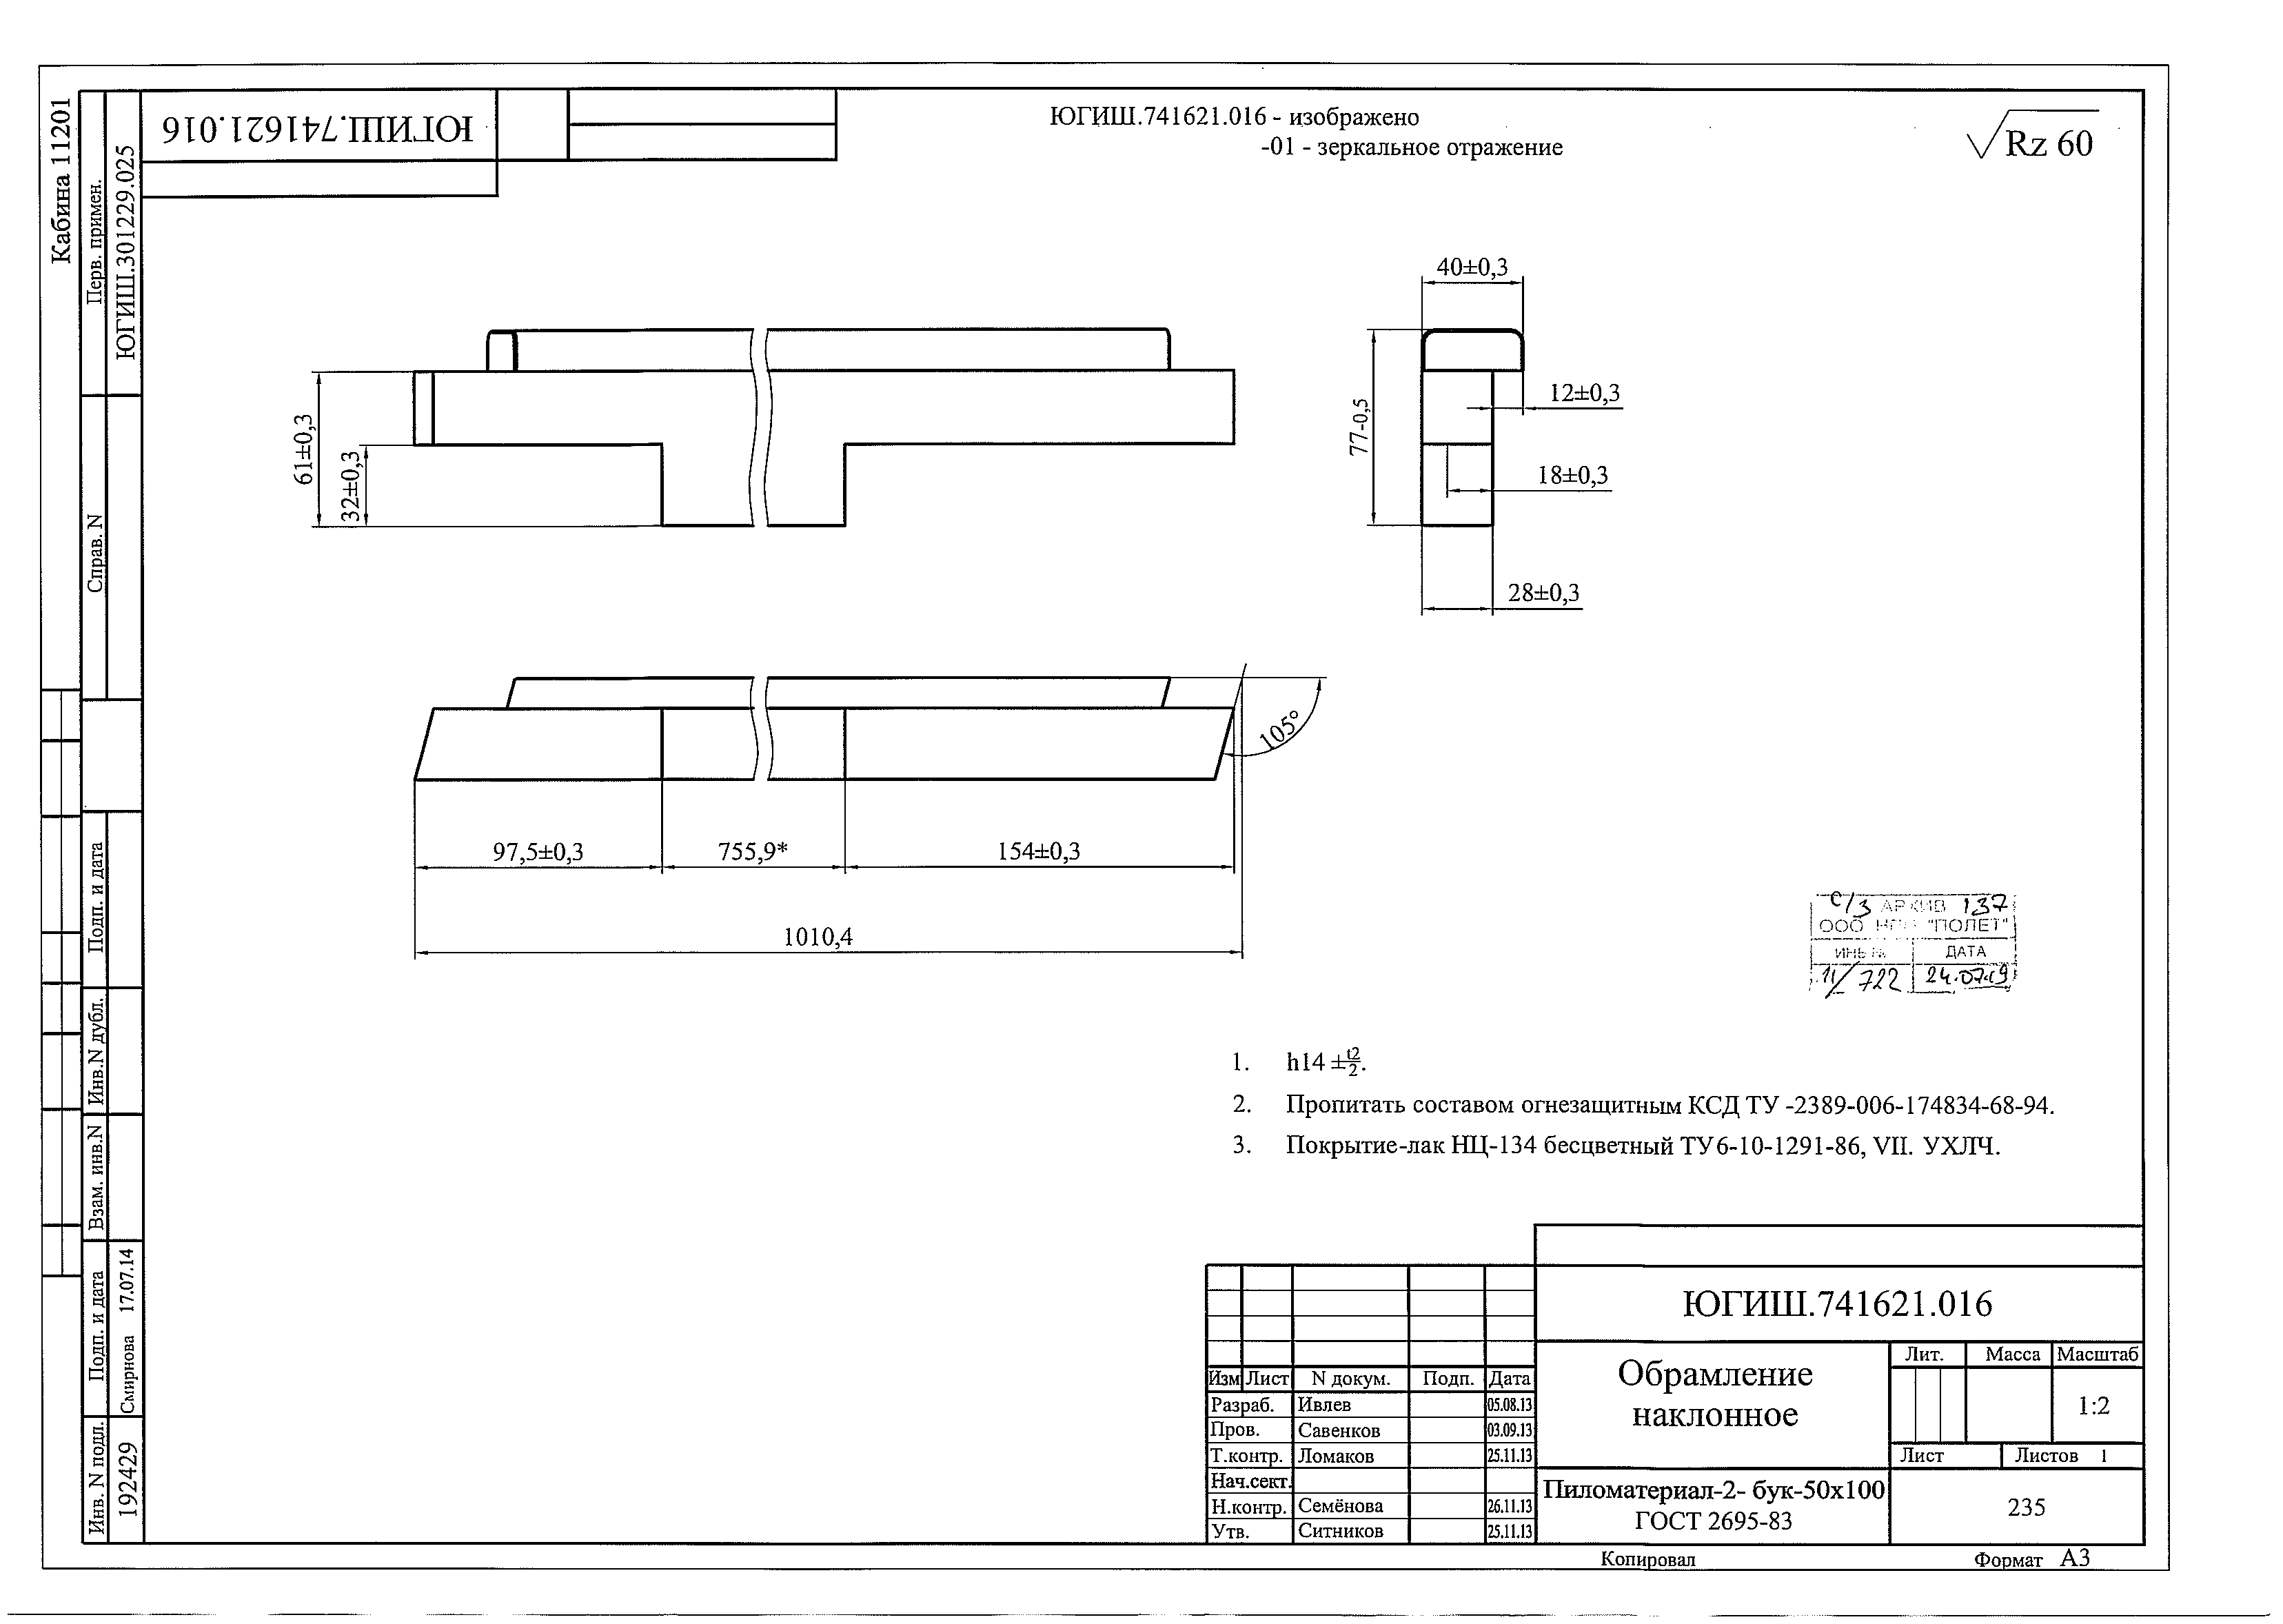 Кабина 11201
Перв. примен.
ЮГИШ.301229.025
ЮГИШ.741621.016
ЮГИШ.741621.016 - изображено
-01 - зеркальное отражение
Rz 60
Справ. N
40±0,3
61±0,3
32±0,3
77-0,5
12±0,3
18±0,3
28±0,3
105°
97,5±0,3
755,9*
154±0,3
1010,4
с/3 АРХИВ 137
ООО "ПОЛЕТ"
ДАТА
11/722 24.07.19
1. h14 ±t2/2.
2. Пропитать составом огнезащитным КСД ТУ -2389-006-174834-68-94.
3. Покрытие-лак НЦ-134 бесцветный ТУ6-10-1291-86, VII. УХЛЧ.
Подп. и дата
Инв.N дубл.
Взам. инв.N
Подп. и дата
Смирнова 17.07.14
Инв. N подл.
192429
ЮГИШ.741621.016
Изм Лист N докум. Подп. Дата
Разраб. Ивлев 05.08.13
Пров. Савенков 03.09.13
Т.контр. Ломаков 25.11.13
Нач.сект.
Н.контр. Семёнова 26.11.13
Утв. Ситников 25.11.13
Обрамление
наклонное
Лит. Масса Масштаб
1:2
Лист Листов 1
Пиломатериал-2- бук-50х100
ГОСТ 2695-83
235
Копировал Формат А3